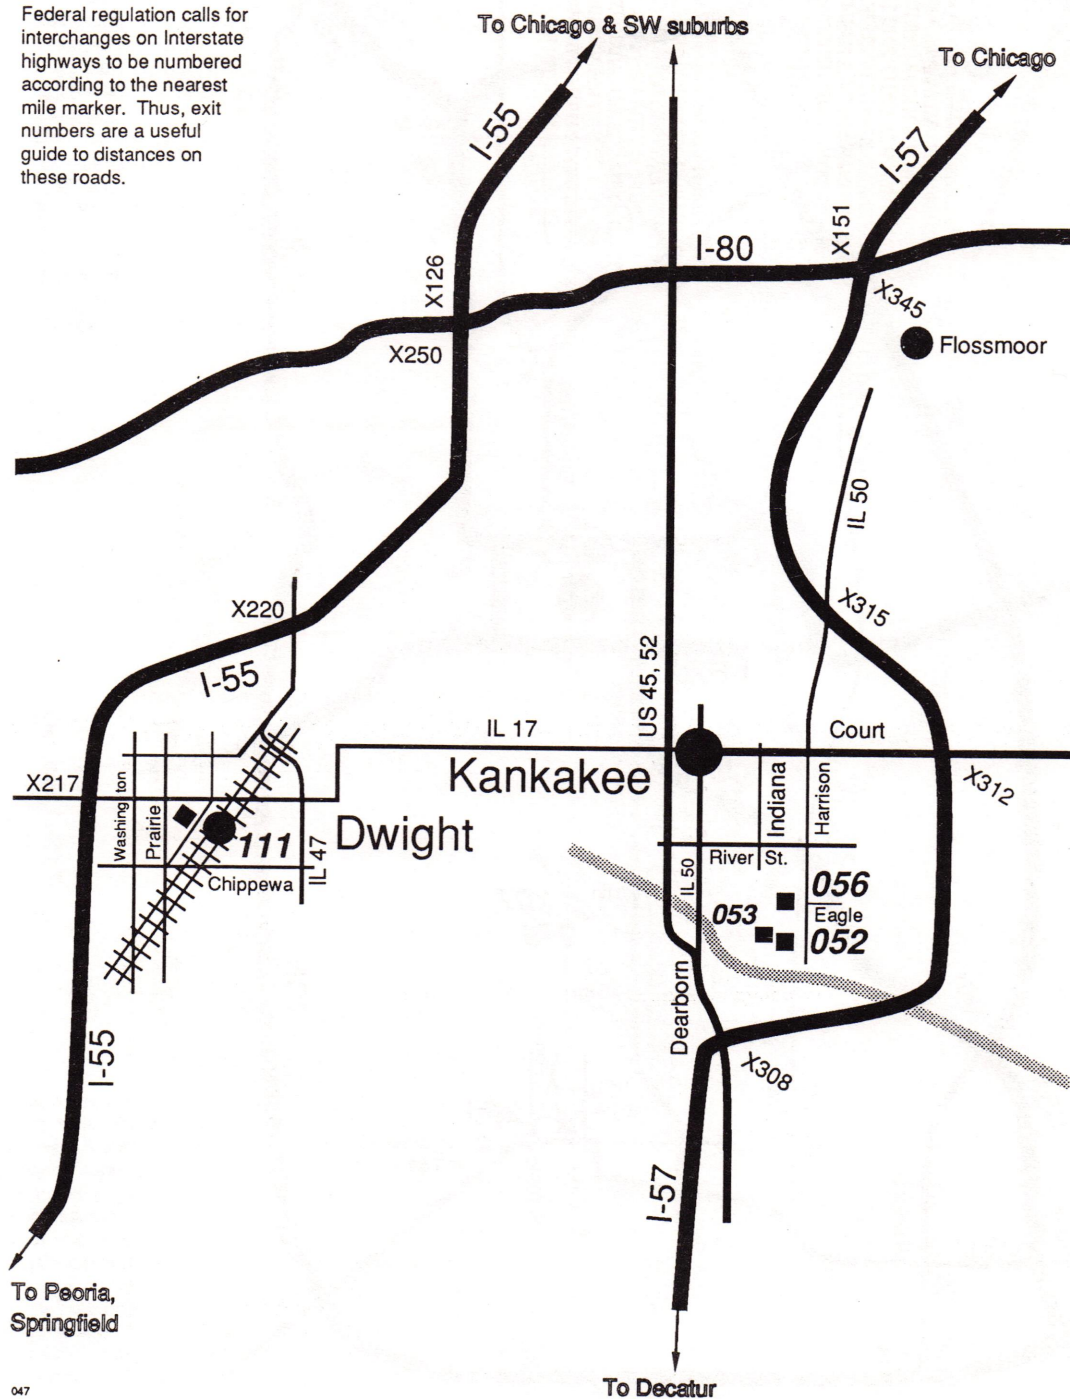 Federal regulation calls for
interchanges on Interstate
highways to be numbered
according to the nearest
mile marker.  Thus, exit
numbers are a useful
guide to distances on
these roads.
To Chicago & SW suburbs
To Chicago
I-55
I-57
X151
I-80
X126
X345
X250
Flossmoor
IL 50
X220
X315
I-55
US 45, 52
IL 17
Court
Kankakee
X217
X312
Washington
Prairie
Indiana
Harrison
111
Dwight
IL 47
Chippewa
River
St.
IL 50
056
053
Eagle
052
Dearborn
I-55
X308
I-57
To Peoria,
Springfield
To Decatur
047